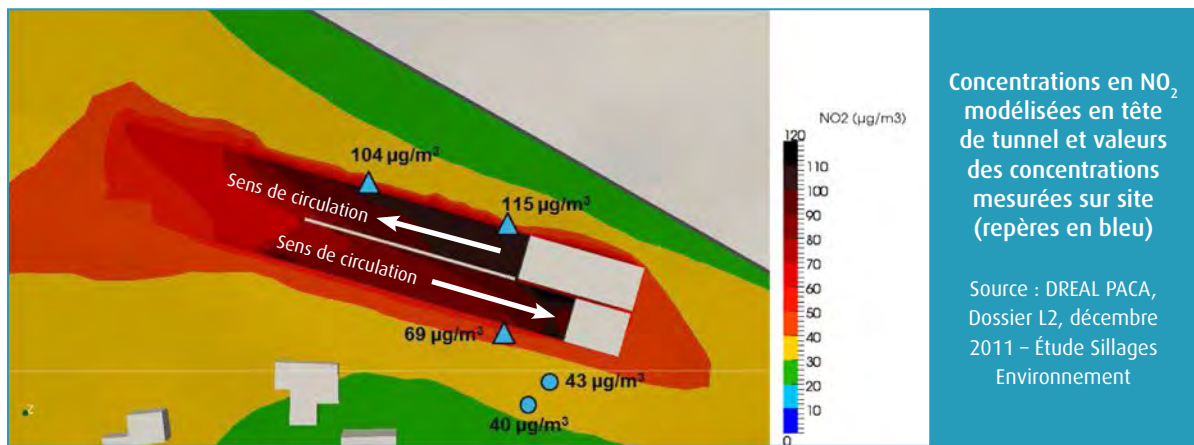 104 µg/m³
115 µg/m³
Sens de circulation
Sens de circulation
69 µg/m³
43 µg/m³
40 µg/m³
NO2 (µg/m3)
120
110
100
90
80
70
60
50
40
30
20
10
0
Concentrations en NO₂
modélisées en tête
de tunnel et valeurs
des concentrations
mesurées sur site
(repères en bleu)
Source : DREAL PACA,
Dossier L2, décembre
2011 – Étude Sillages
Environnement